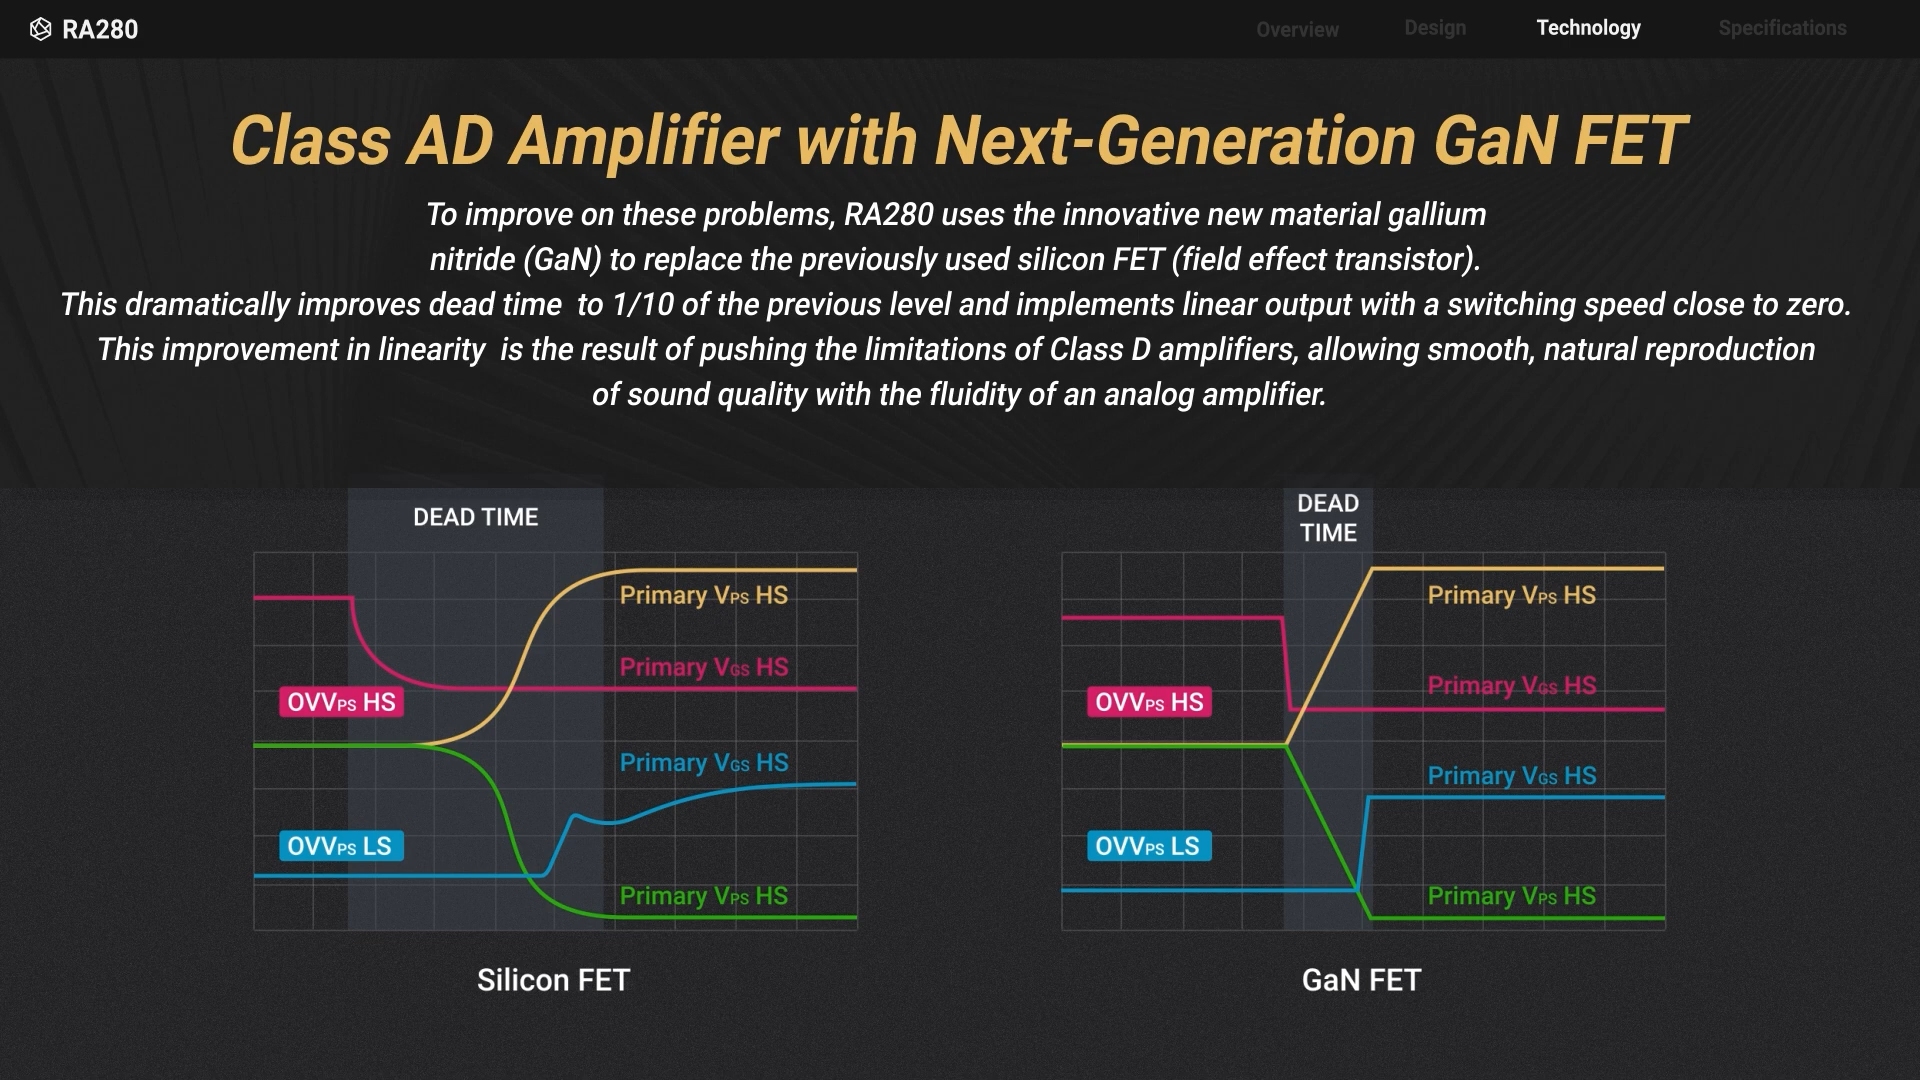 RA280
Overview
Design
Technology
Specifications
Class AD Amplifier with Next-Generation GaN FET
To improve on these problems, RA280 uses the innovative new material gallium
nitride (GaN) to replace the previously used silicon FET (field effect transistor).
This dramatically improves dead time  to 1/10 of the previous level and implements linear output with a switching speed close to zero.
This improvement in linearity  is the result of pushing the limitations of Class D amplifiers, allowing smooth, natural reproduction
of sound quality with the fluidity of an analog amplifier.
DEAD TIME
Primary VPS HS
Primary VGS HS
OVVPS HS
Primary VGS HS
OVVPS LS
Primary VPS HS
Silicon FET
DEAD
TIME
Primary VPS HS
Primary VGS HS
OVVPS HS
Primary VGS HS
OVVPS LS
Primary VPS HS
GaN FET